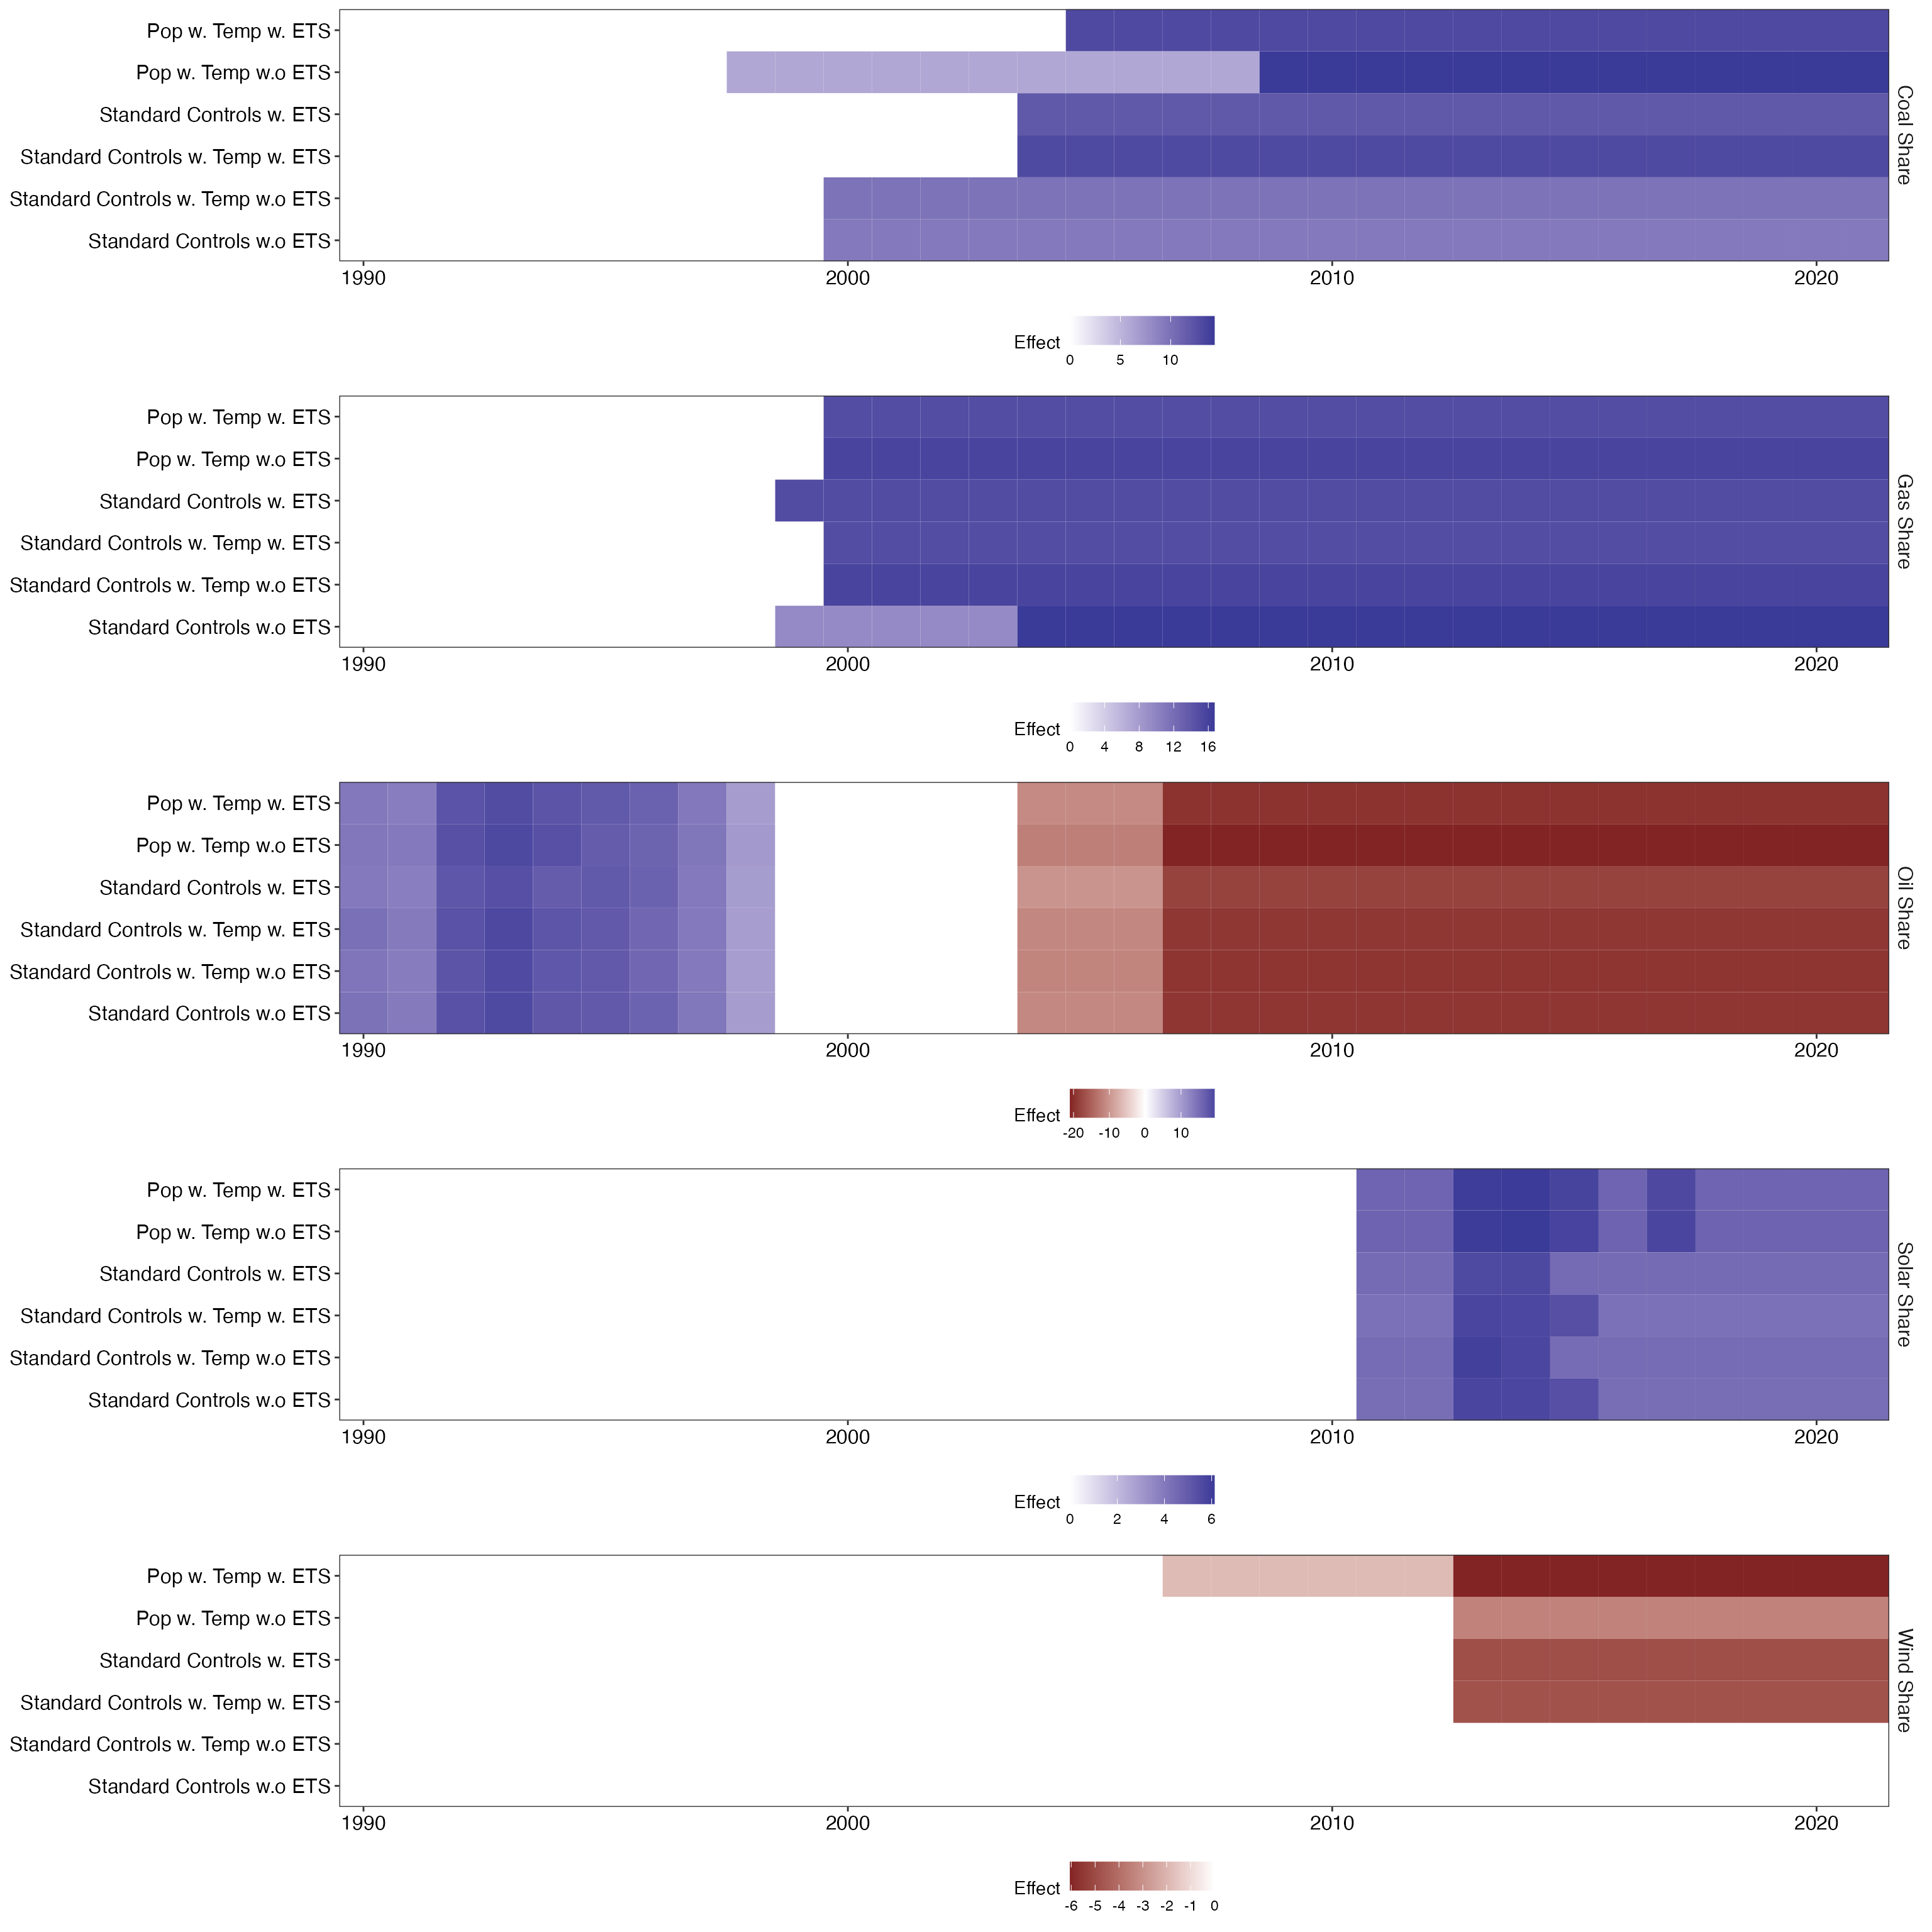 Pop w. Temp w. ETS
Pop w. Temp w.o ETS
Standard Controls w. ETS
Standard Controls w. Temp w. ETS
Standard Controls w. Temp w.o ETS
Standard Controls w.o ETS
Coal Share
1990 2000 2010 2020
Effect
0 5 10
Pop w. Temp w. ETS
Pop w. Temp w.o ETS
Standard Controls w. ETS
Standard Controls w. Temp w. ETS
Standard Controls w. Temp w.o ETS
Standard Controls w.o ETS
Gas Share
1990 2000 2010 2020
Effect
0 4 8 12 16
Pop w. Temp w. ETS
Pop w. Temp w.o ETS
Standard Controls w. ETS
Standard Controls w. Temp w. ETS
Standard Controls w. Temp w.o ETS
Standard Controls w.o ETS
Oil Share
1990 2000 2010 2020
Effect
-20 -10 0 10
Pop w. Temp w. ETS
Pop w. Temp w.o ETS
Standard Controls w. ETS
Standard Controls w. Temp w. ETS
Standard Controls w. Temp w.o ETS
Standard Controls w.o ETS
Solar Share
1990 2000 2010 2020
Effect
0 2 4 6
Pop w. Temp w. ETS
Pop w. Temp w.o ETS
Standard Controls w. ETS
Standard Controls w. Temp w. ETS
Standard Controls w. Temp w.o ETS
Standard Controls w.o ETS
Wind Share
1990 2000 2010 2020
Effect
-6 -5 -4 -3 -2 -1 0